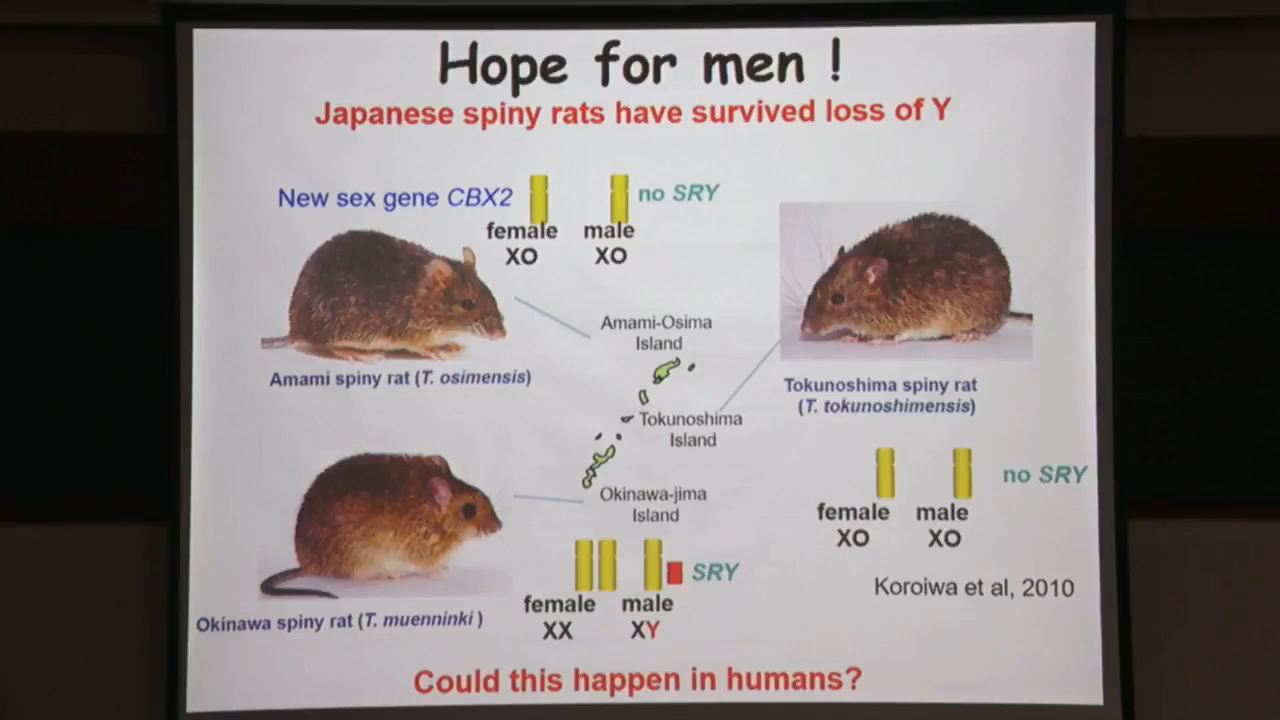 Hope for men !
Japanese spiny rats have survived loss of Y
New sex gene CBX2
no SRY
female male
XO XO
Amami-Osima
Island
Amami spiny rat (T. osimensis)
Tokunoshima spiny rat
(T. tokunoshimensis)
Tokunoshima
Island
no SRY
female male
XO XO
Okinawa-jima
Island
SRY
female male
XX XY
Okinawa spiny rat (T. muenninki )
Koroiwa et al, 2010
Could this happen in humans?